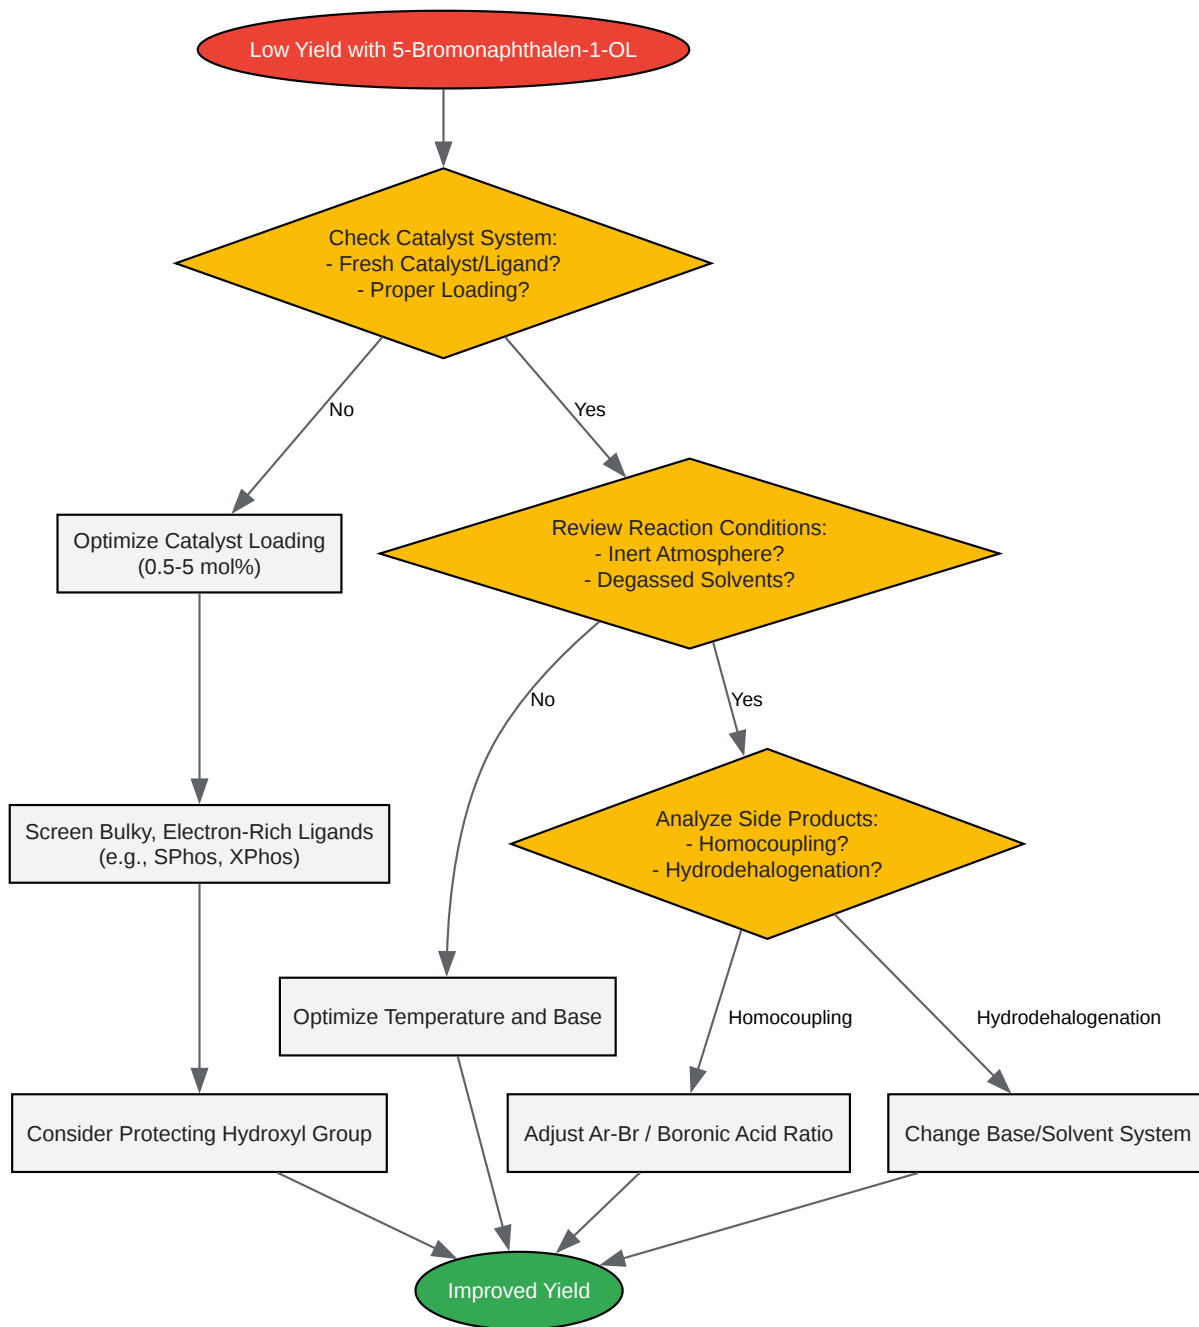 Low Yield with 5-Bromonaphthalen-1-OL
Check Catalyst System:
- Fresh Catalyst/Ligand?
- Proper Loading?
No
Yes
Optimize Catalyst Loading
(0.5-5 mol%)
Review Reaction Conditions:
- Inert Atmosphere?
- Degassed Solvents?
No
Yes
Screen Bulky, Electron-Rich Ligands
(e.g., SPhos, XPhos)
Analyze Side Products:
- Homocoupling?
- Hydrodehalogenation?
Optimize Temperature and Base
Homocoupling
Hydrodehalogenation
Consider Protecting Hydroxyl Group
Adjust Ar-Br / Boronic Acid Ratio
Change Base/Solvent System
Improved Yield